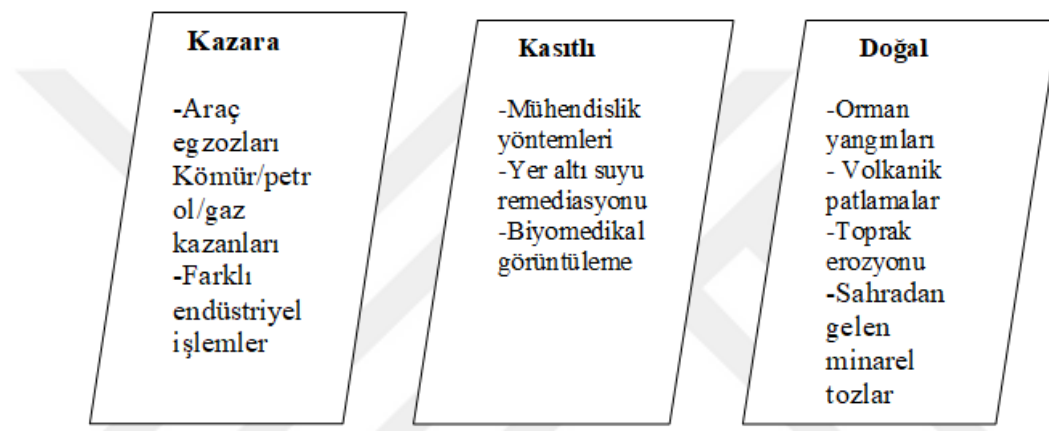 Kazara
-Araç
egzozları
Kömür/petr
ol/gaz
kazanları
-Farklı
endüstriyel
işlemler
Kasıtlı
-Mühendislik
yöntemleri
-Yer altı suyu
remediasyonu
-Biyomedikal
görüntüleme
Doğal
-Orman
yangınları
- Volkanik
patlamalar
-Toprak
erozyonu
-Sahradan
gelen
minarel
tozlar